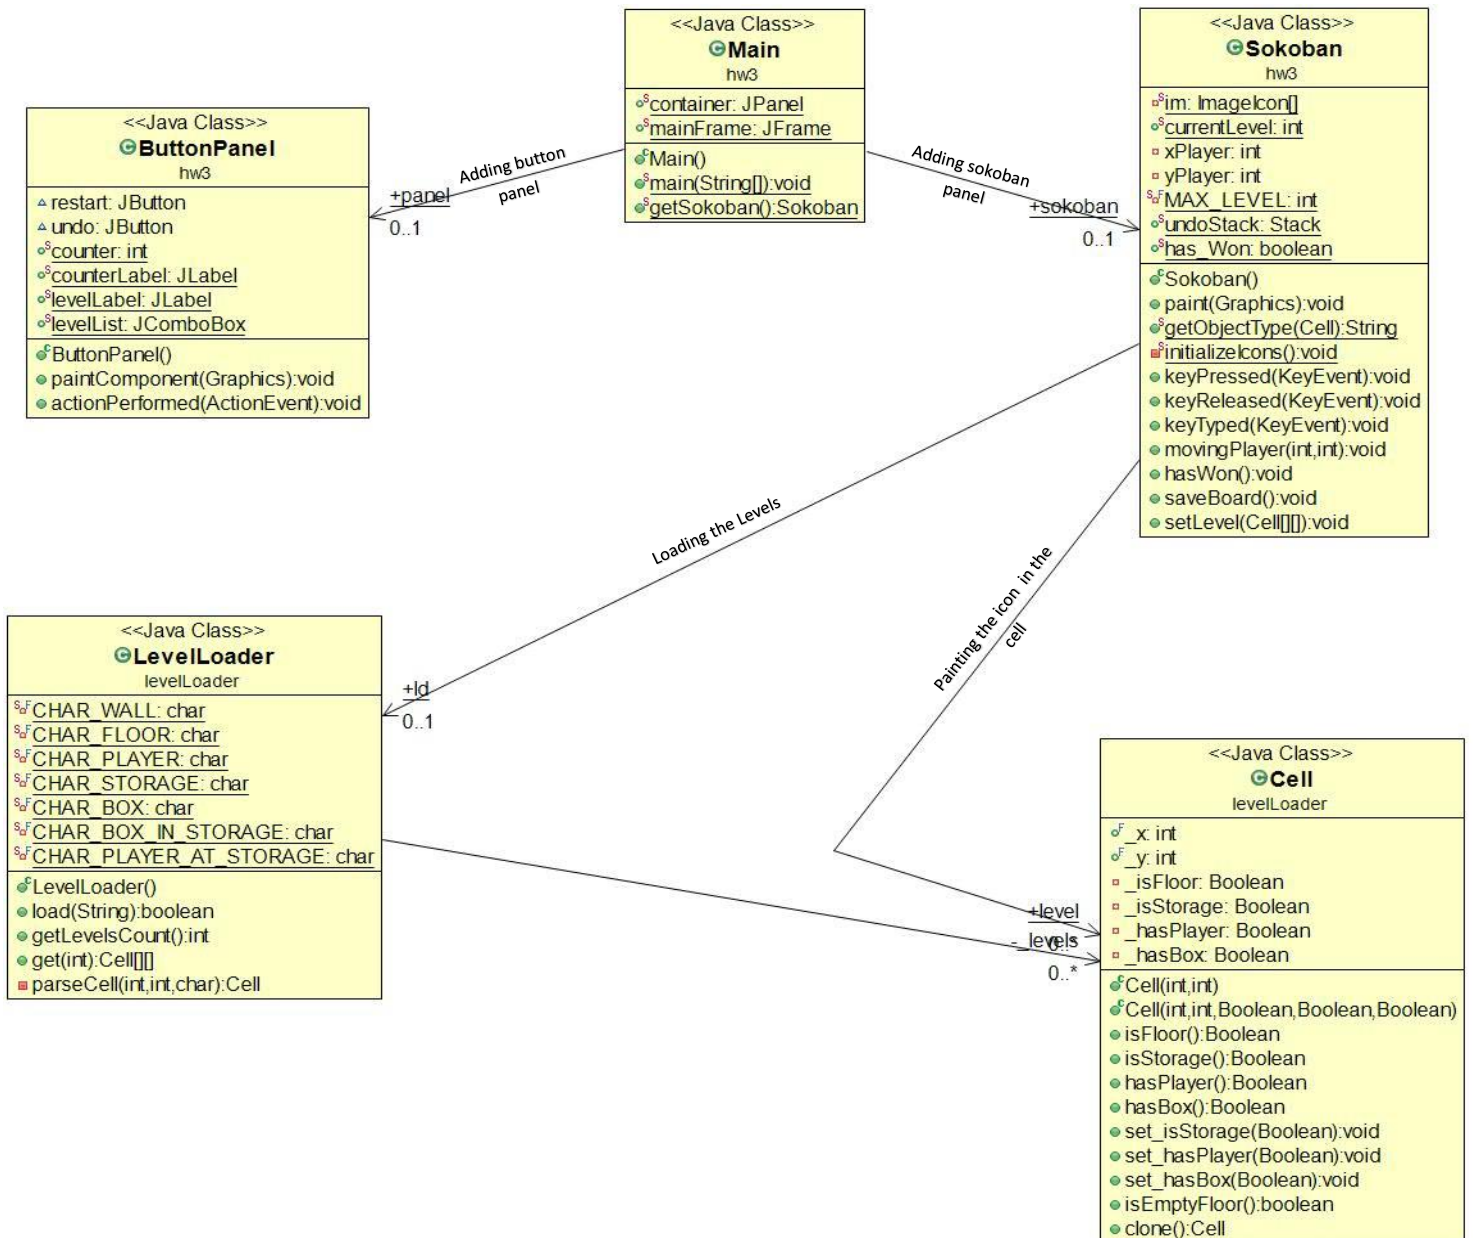 <<Java Class>>
Main
hw3
container: JPanel
mainFrame: JFrame
Main()
main(String[]):void
getSokoban():Sokoban
<<Java Class>>
Sokoban
hw3
im: ImageIcon[]
currentLevel: int
xPlayer: int
yPlayer: int
MAX_LEVEL: int
undoStack: Stack
has_Won: boolean
Sokoban()
paint(Graphics):void
getObjectType(Cell):String
initializeIcons():void
keyPressed(KeyEvent):void
keyReleased(KeyEvent):void
keyTyped(KeyEvent):void
movingPlayer(int,int):void
hasWon():void
saveBoard():void
setLevel(Cell[][]):void
<<Java Class>>
ButtonPanel
hw3
restart: JButton
undo: JButton
counter: int
counterLabel: JLabel
levelLabel: JLabel
levelList: JComboBox
ButtonPanel()
paintComponent(Graphics):void
actionPerformed(ActionEvent):void
Adding button
panel
+panel
0..1
Adding sokoban
panel
+sokoban
0..1
Loading the Levels
+ld
0..1
Painting the icon in the
cell
<<Java Class>>
LevelLoader
levelLoader
CHAR_WALL: char
CHAR_FLOOR: char
CHAR_PLAYER: char
CHAR_STORAGE: char
CHAR_BOX: char
CHAR_BOX_IN_STORAGE: char
CHAR_PLAYER_AT_STORAGE: char
LevelLoader()
load(String):boolean
getLevelsCount():int
get(int):Cell[][]
parseCell(int,int,char):Cell
+level
0..*
-_levels
0..*
<<Java Class>>
Cell
levelLoader
_x: int
_y: int
_isFloor: Boolean
_isStorage: Boolean
_hasPlayer: Boolean
_hasBox: Boolean
Cell(int,int)
Cell(int,int,Boolean,Boolean,Boolean)
isFloor():Boolean
isStorage():Boolean
hasPlayer():Boolean
hasBox():Boolean
set_isStorage(Boolean):void
set_hasPlayer(Boolean):void
set_hasBox(Boolean):void
isEmptyFloor():boolean
clone():Cell